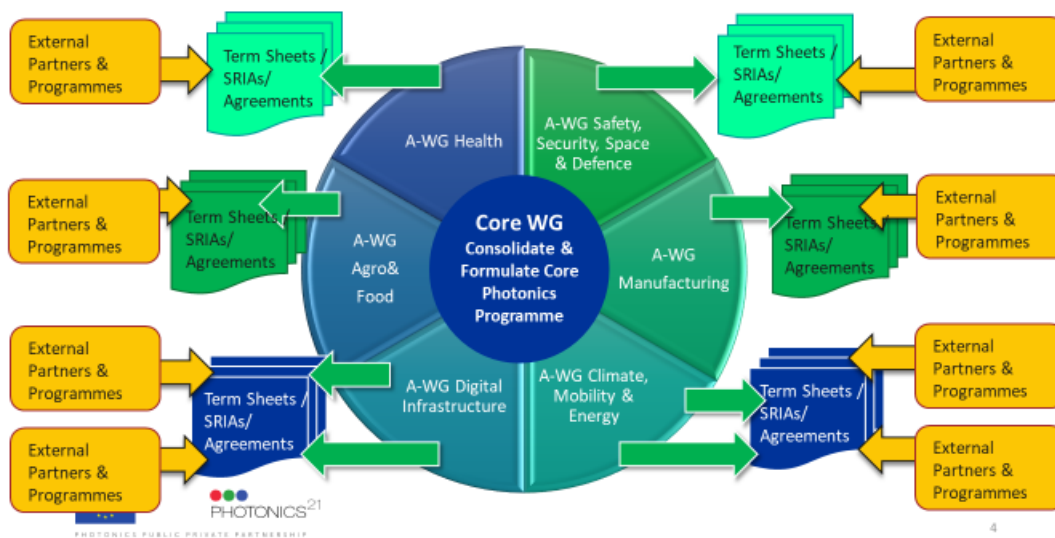 External
Partners &
Programmes
Term Sheets /
SRIAs/
Agreements
Term Sheets /
SRIAs/
Agreements
External
Partners &
Programmes
A-WG Health
A-WG Safety,
Security, Space
& Defence
External
Partners &
Programmes
Term Sheets /
SRIAs/
Agreements
A-WG
Agro&
Food
Core WG
Consolidate &
Formulate Core
Photonics
Programme
A-WG
Manufacturing
Term Sheets /
SRIAs/
Agreements
External
Partners &
Programmes
External
Partners &
Programmes
Term Sheets /
SRIAs/
Agreements
A-WG Digital
Infrastructure
A-WG Climate,
Mobility &
Energy
Term Sheets /
SRIAs/
Agreements
External
Partners &
Programmes
External
Partners &
Programmes
External
Partners &
Programmes
PHOTONICS21
PHOTONICS PUBLIC PRIVATE PARTNERSHIP
4